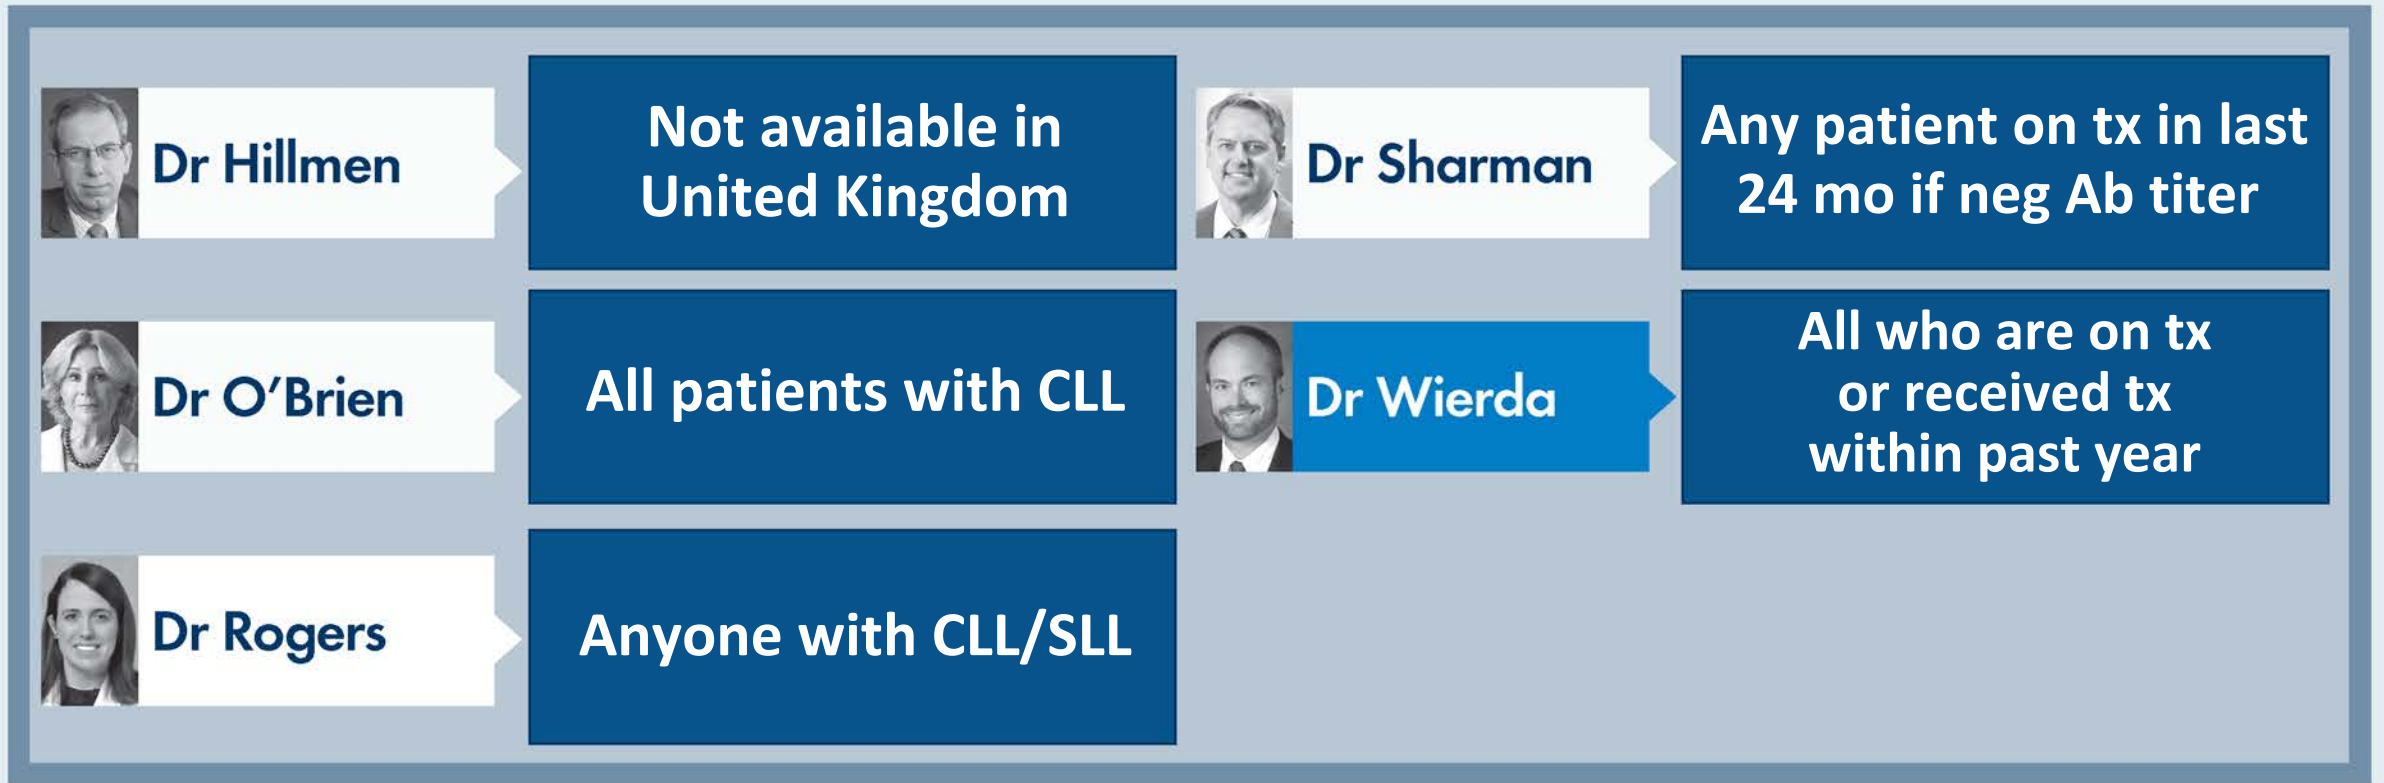 Dr Hillmen
Not available in
United Kingdom
Dr O’Brien
All patients with CLL
Dr Rogers
Anyone with CLL/SLL
Dr Sharman
Any patient on tx in last
24 mo if neg Ab titer
Dr Wierda
All who are on tx
or received tx
within past year